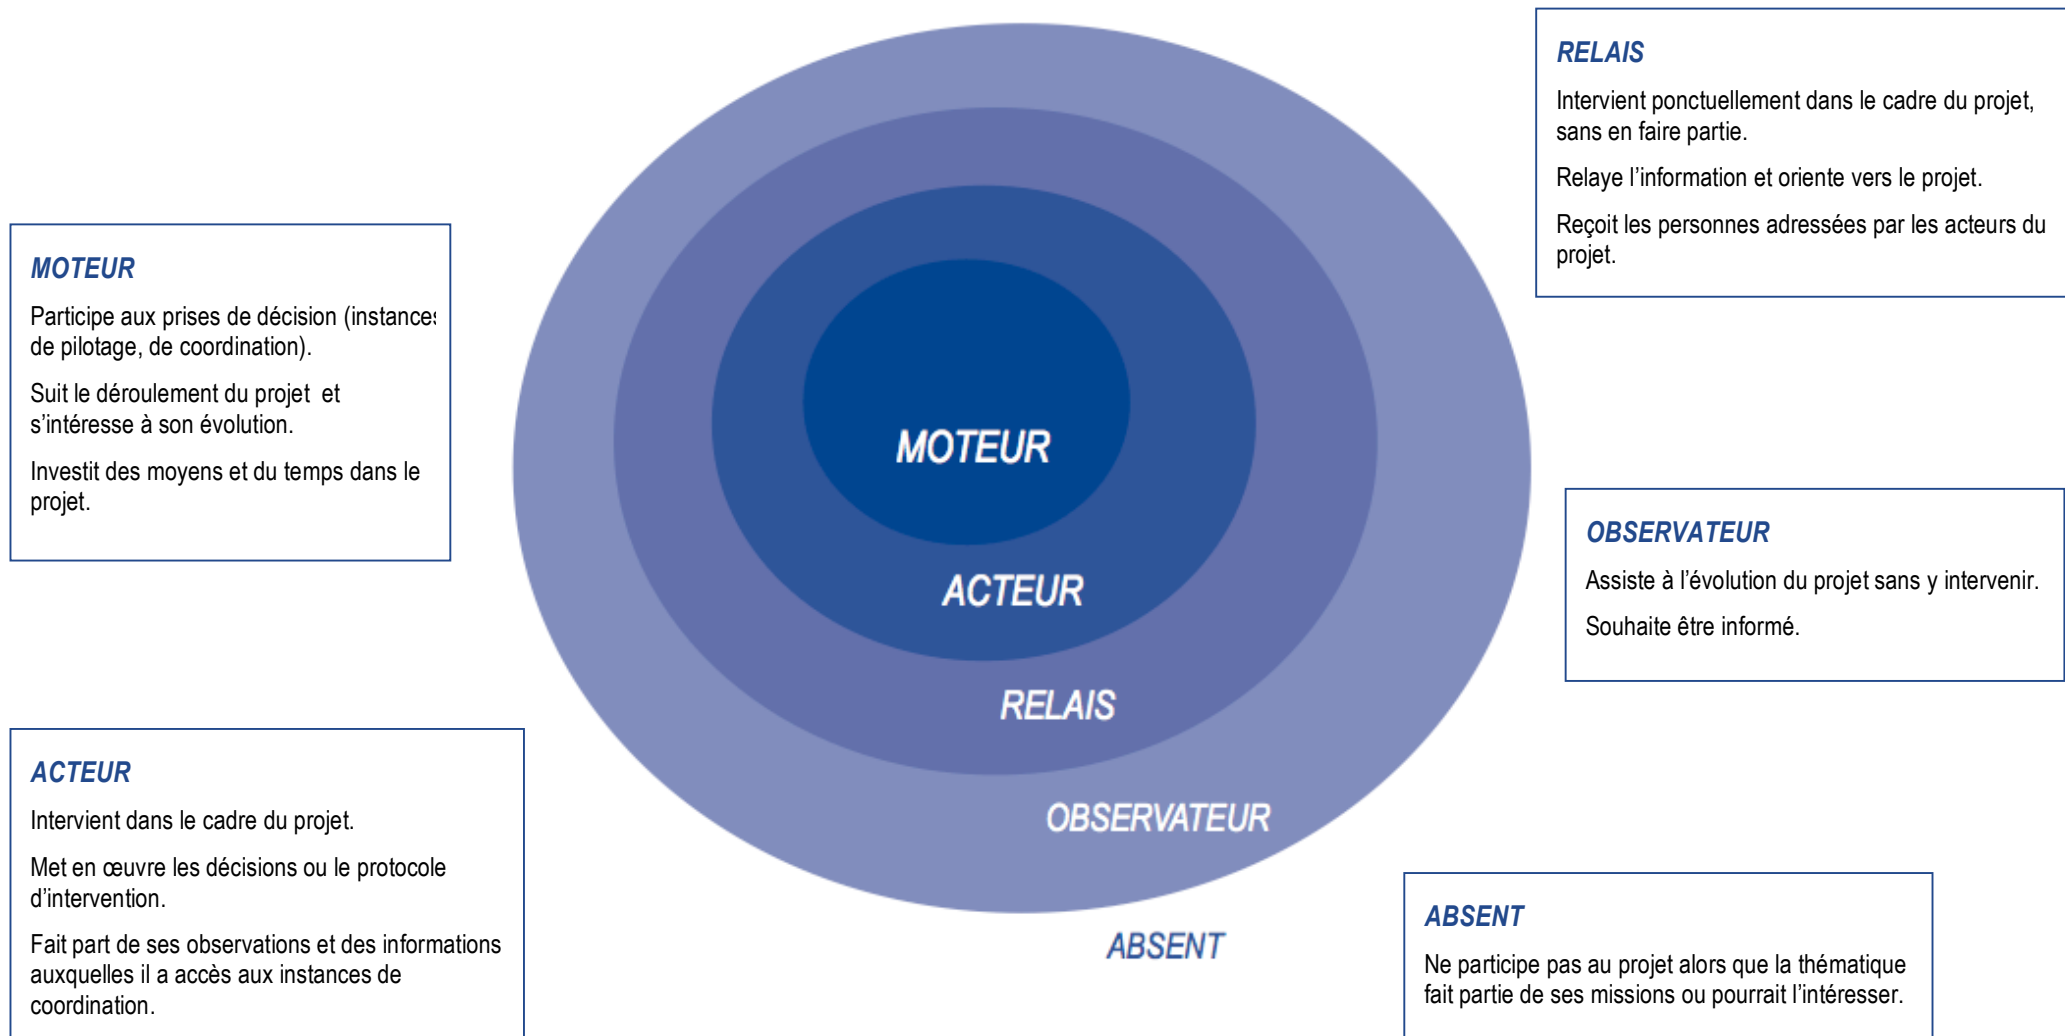 RELAIS
Intervient ponctuellement dans le cadre du projet,
sans en faire partie.
Relaye l’information et oriente vers le projet.
Reçoit les personnes adressées par les acteurs du
projet.
MOTEUR
Participe aux prises de décision (instances
de pilotage, de coordination).
Suit le déroulement du projet  et
s’intéresse à son évolution.
Investit des moyens et du temps dans le
projet.
MOTEUR
ACTEUR
RELAIS
OBSERVATEUR
ABSENT
OBSERVATEUR
Assiste à l’évolution du projet sans y intervenir.
Souhaite être informé.
ACTEUR
Intervient dans le cadre du projet.
Met en œuvre les décisions ou le protocole
d’intervention.
Fait part de ses observations et des informations
auxquelles il a accès aux instances de
coordination.
ABSENT
Ne participe pas au projet alors que la thématique
fait partie de ses missions ou pourrait l’intéresser.